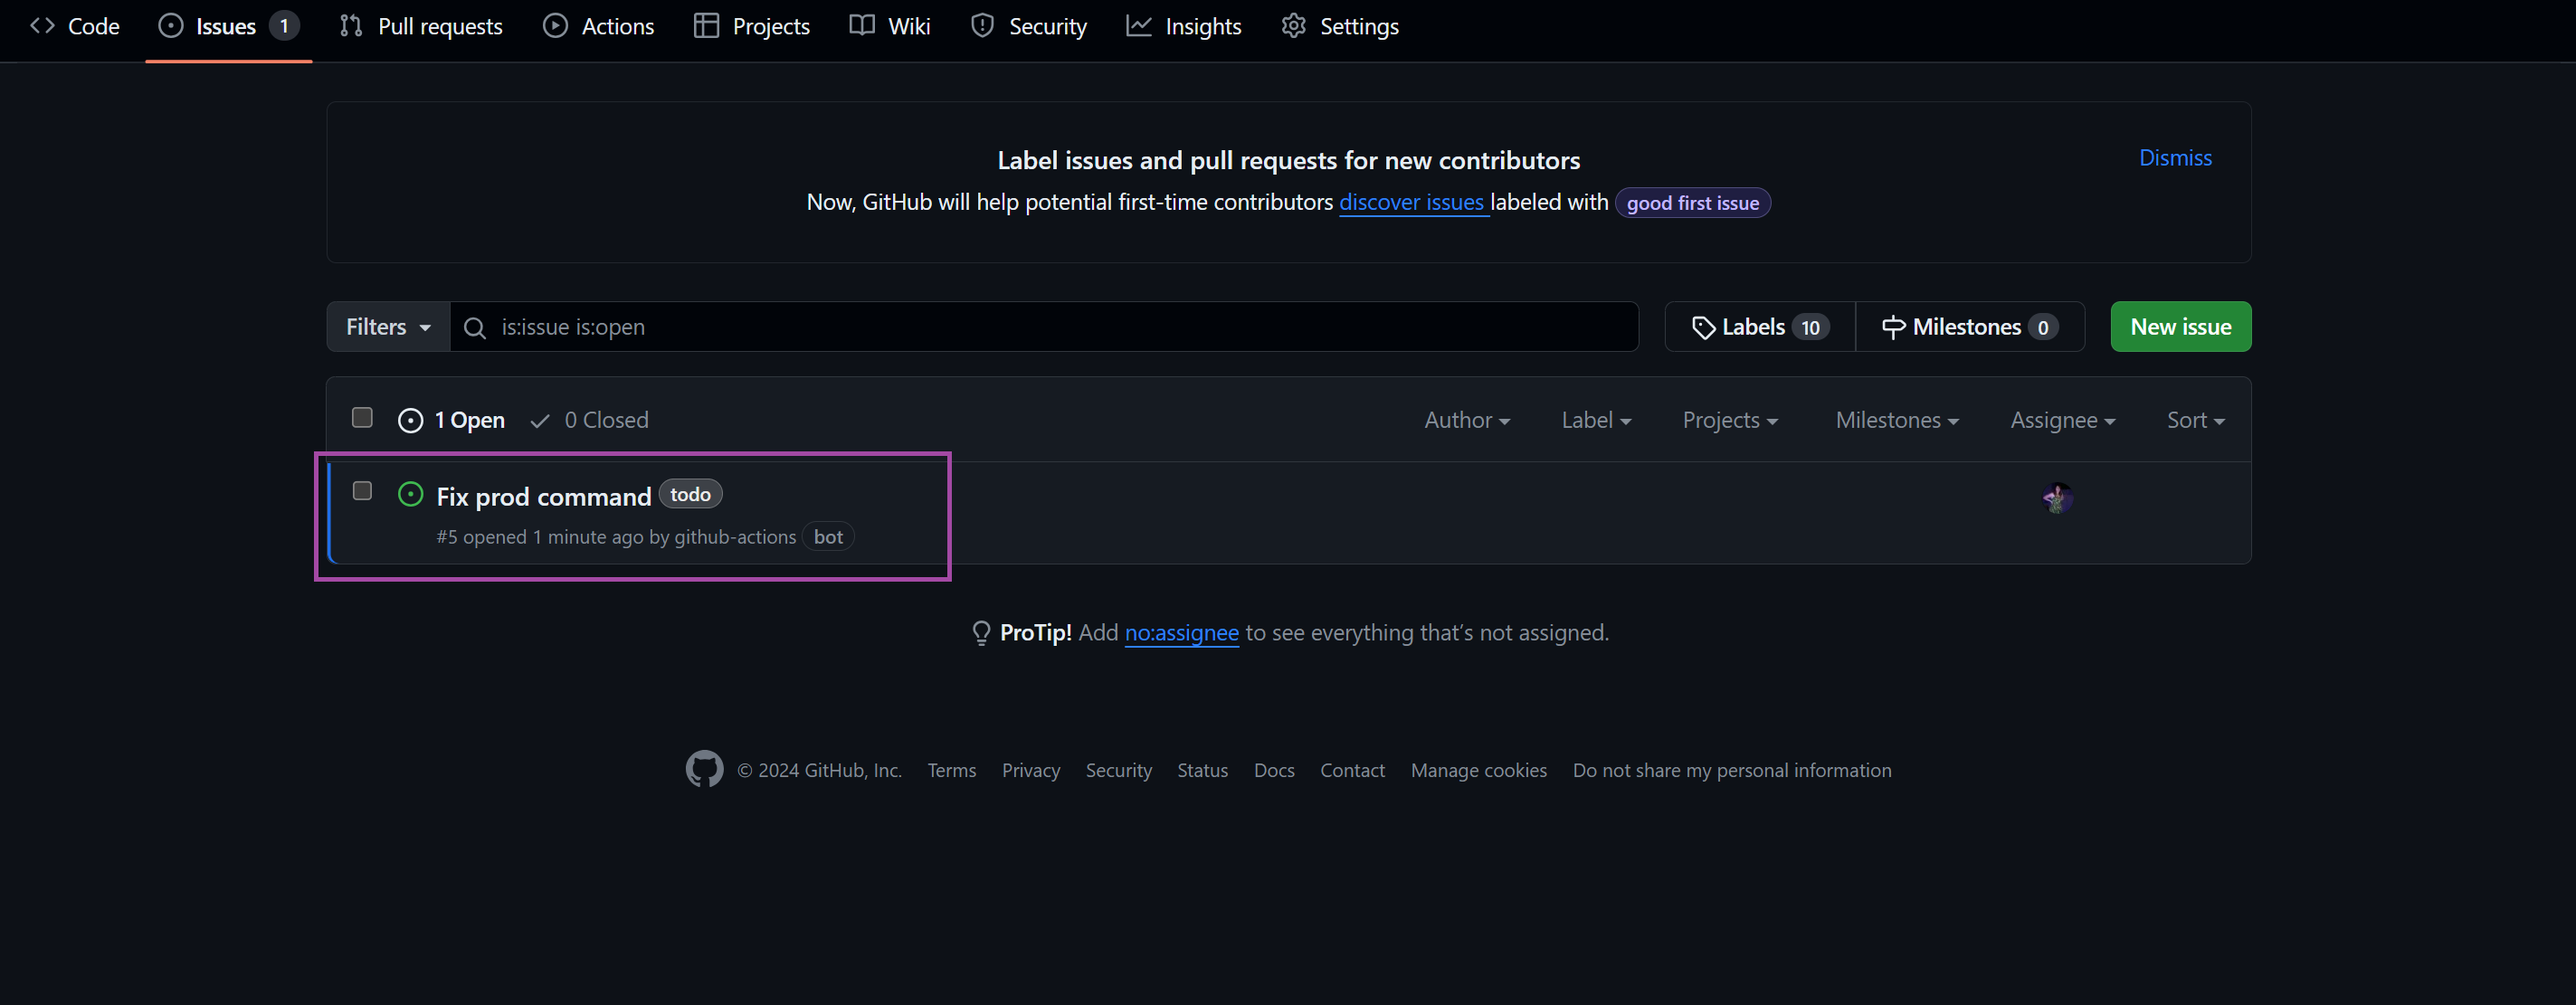 Code Issues 1 Pull requests Actions Projects Wiki Security Insights Settings
Label issues and pull requests for new contributors
Dismiss
Now, GitHub will help potential first-time contributors discover issues labeled with good first issue
Filters is:issue is:open Labels 10 Milestones 0 New issue
1 Open 0 Closed Author Label Projects Milestones Assignee Sort
Fix prod command todo
#5 opened 1 minute ago by github-actions bot
ProTip! Add no:assignee to see everything that's not assigned.
© 2024 GitHub, Inc. Terms Privacy Security Status Docs Contact Manage cookies Do not share my personal information